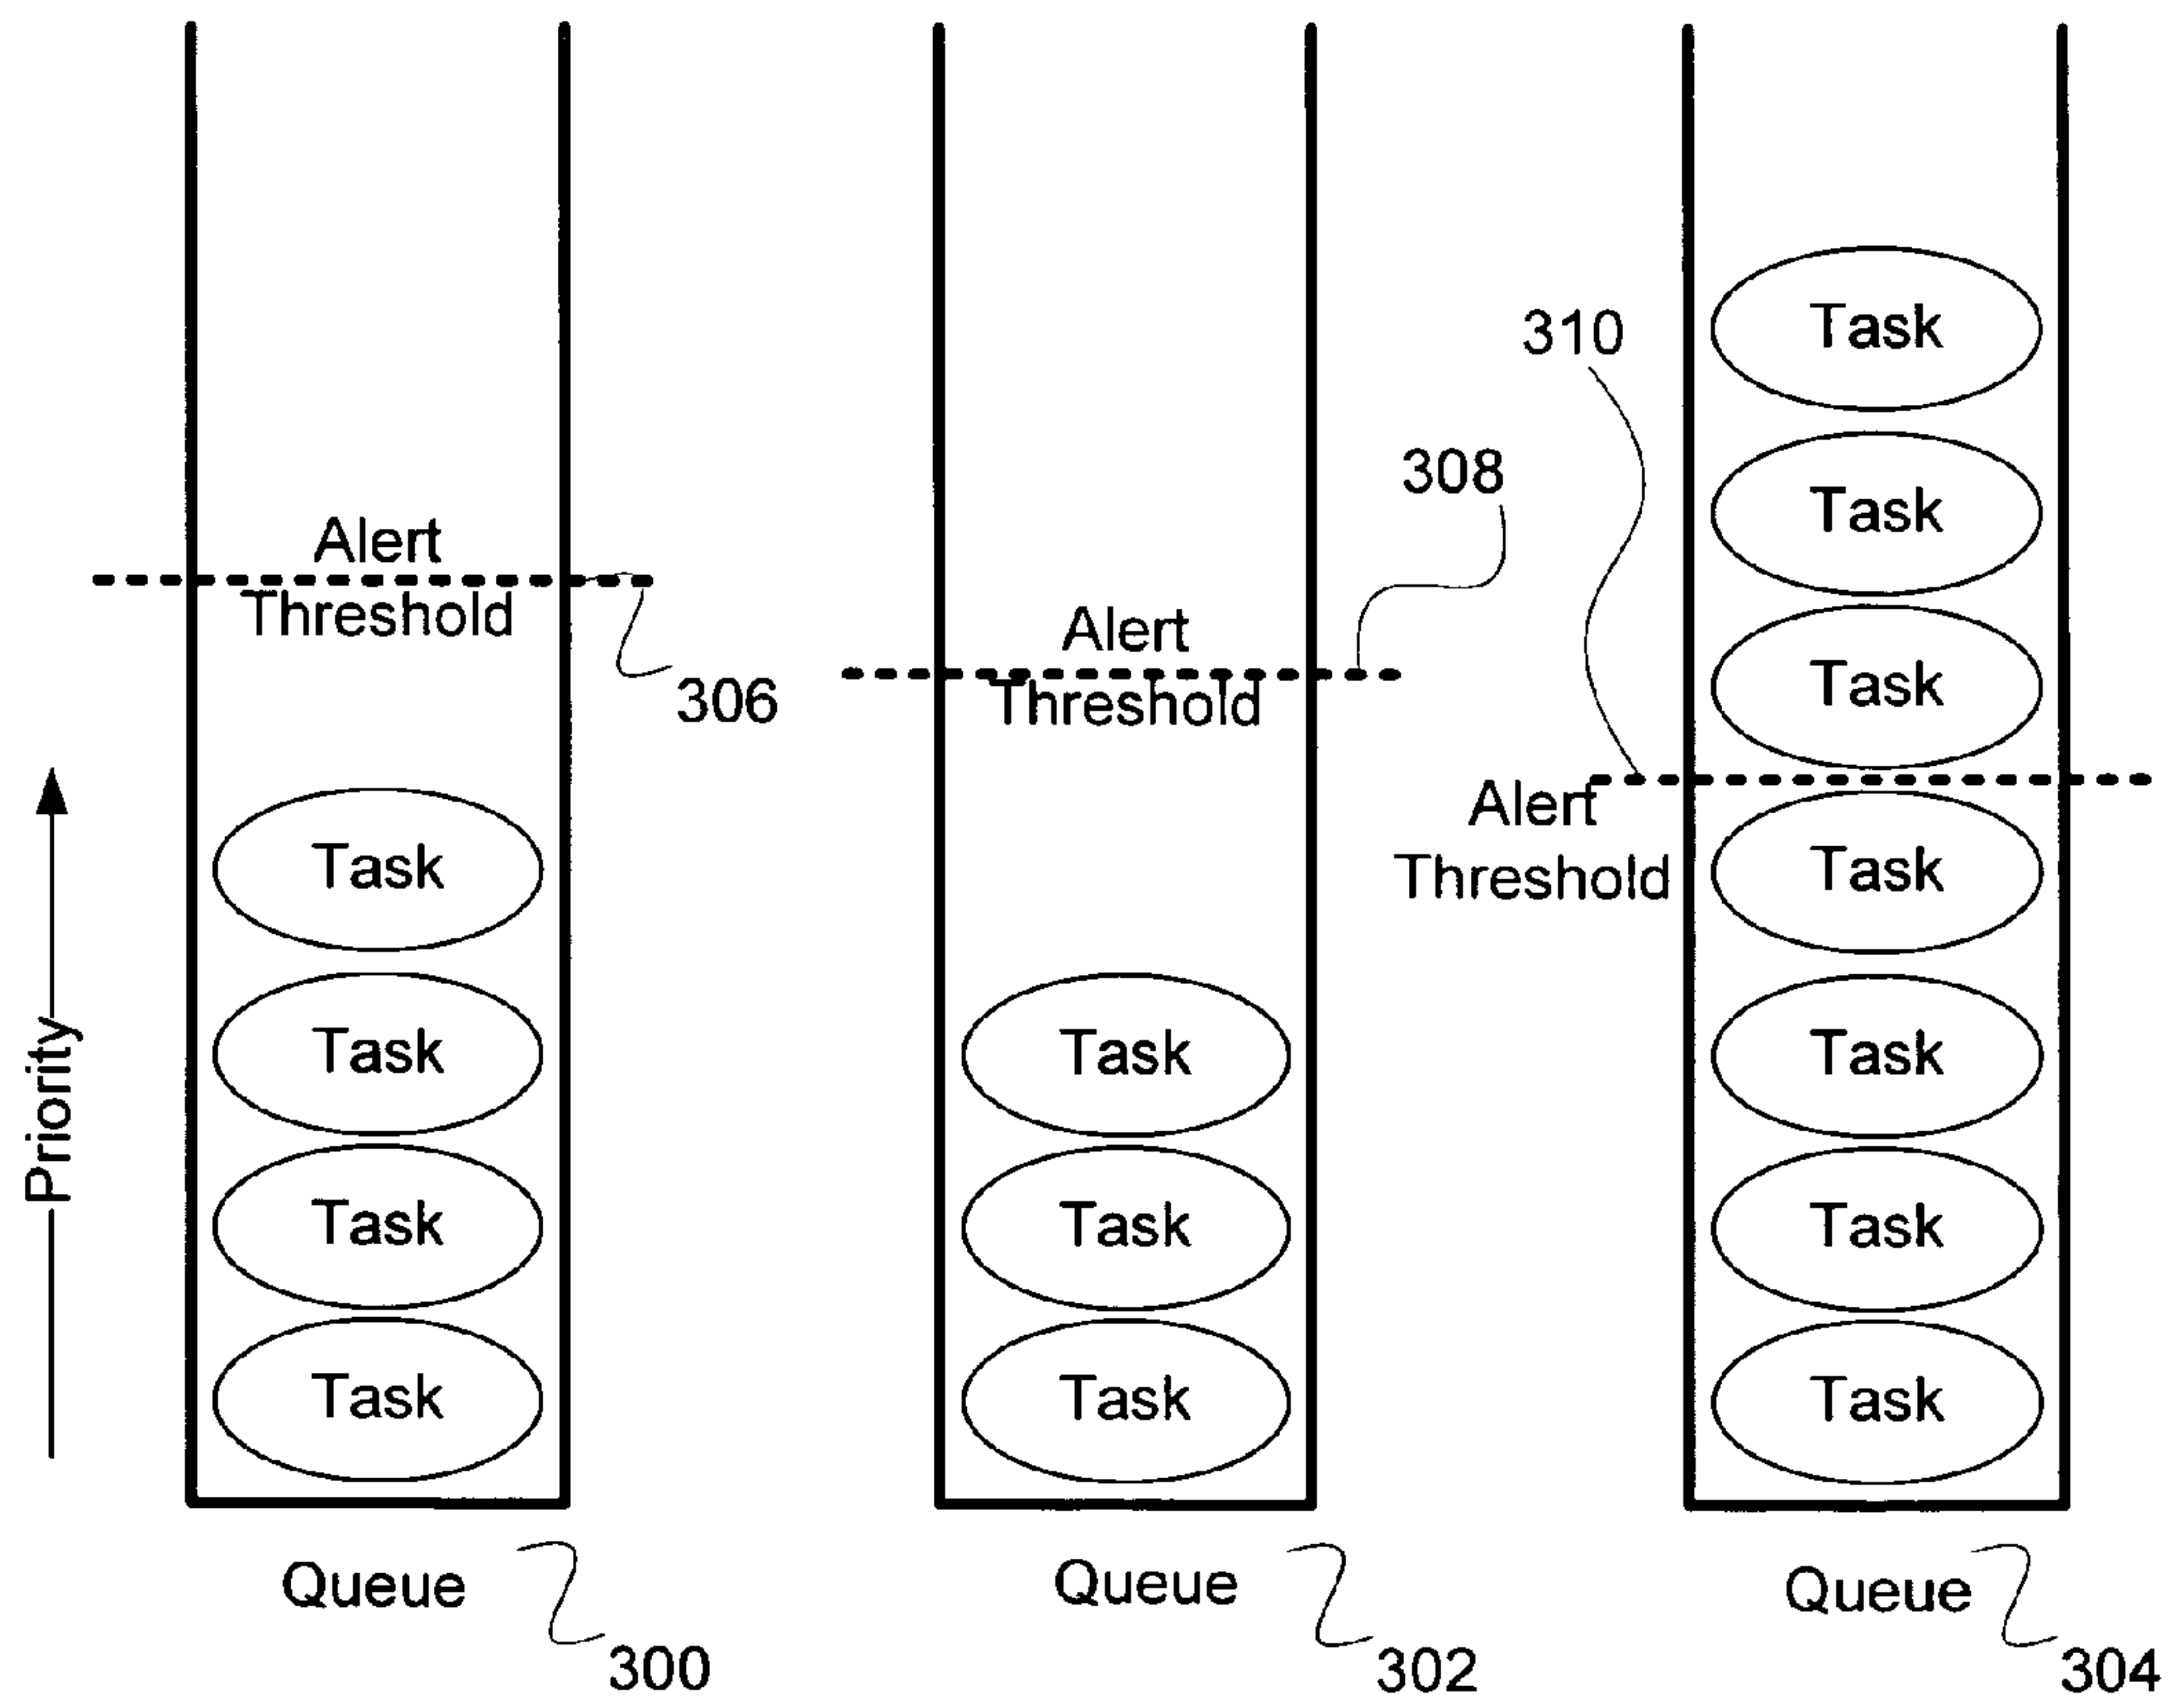 Alert
Threshold
306
Task
Task
Task
Task
Priority
Queue
300
308
Alert
Threshold
Task
Task
Task
Queue
302
310
Alert
Threshold
Task
Task
Task
Task
Task
Task
Task
Queue
304